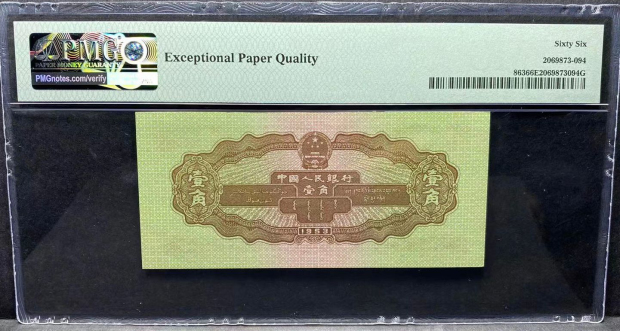 PMG
PAPER MONEY GUARANTY
PMGnotes.com/verify
Exceptional Paper Quality
Sixty Six
2069873-094
86366E2069873094G
中國人民銀行
壹角
壹角
壹角
1953